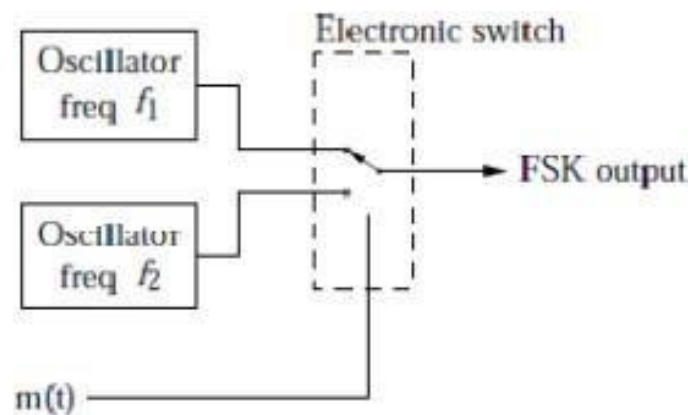 Electronic switch
Oscillator
freq f1
FSK output
Oscillator
freq f2
m(t)